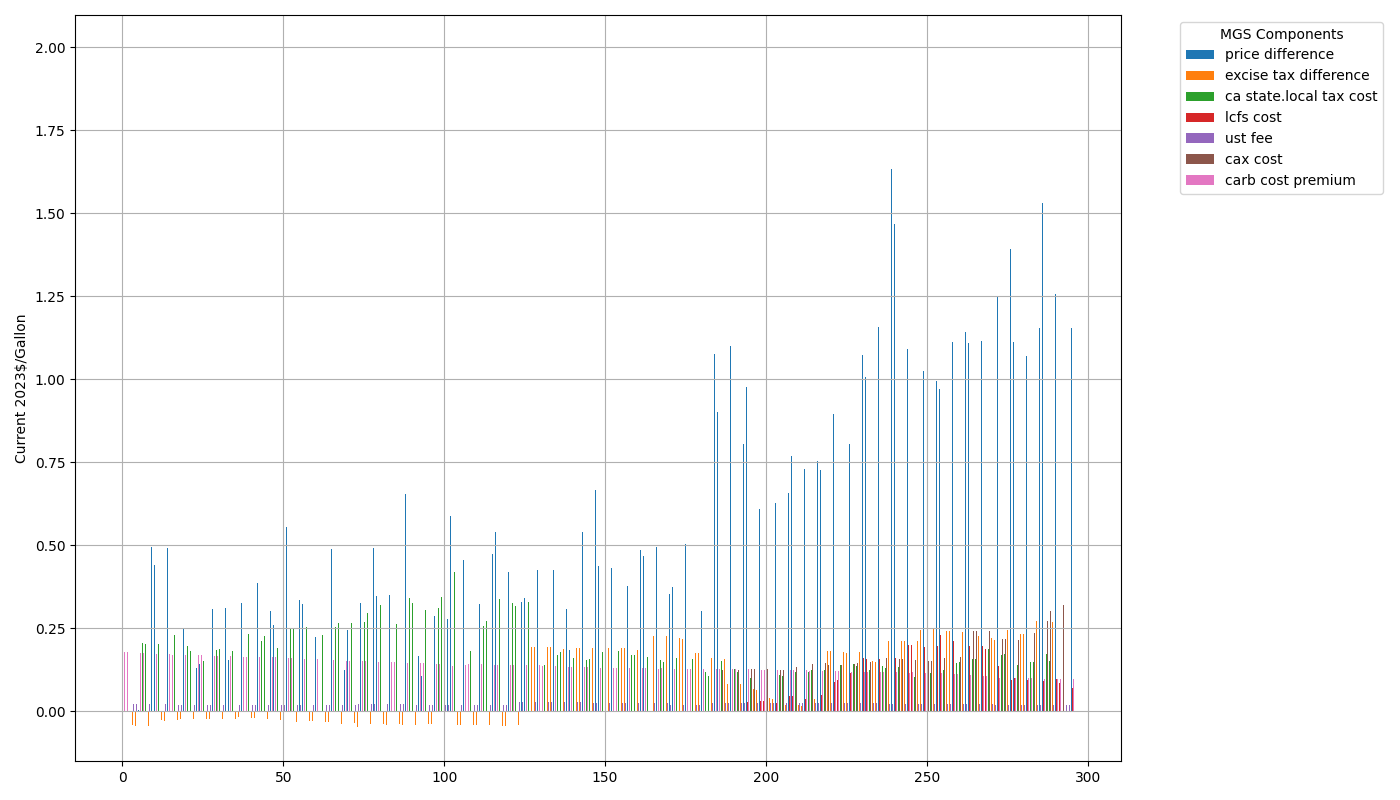 MGS Components
price difference
excise tax difference
ca state.local tax cost
lcfs cost
ust fee
cax cost
carb cost premium
Current 2023$/Gallon
2.00
1.75
1.50
1.25
1.00
0.75
0.50
0.25
0.00
0
50
100
150
200
250
300